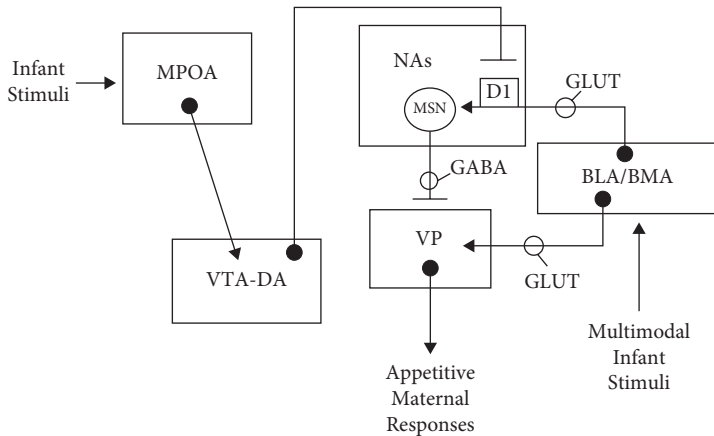 Infant
Stimuli
MPOA
NAs
D1
MSN
GLUT
GABA
BLA/BMA
VP
GLUT
VTA-DA
Multimodal
Infant
Stimuli
Appetitive
Maternal
Responses